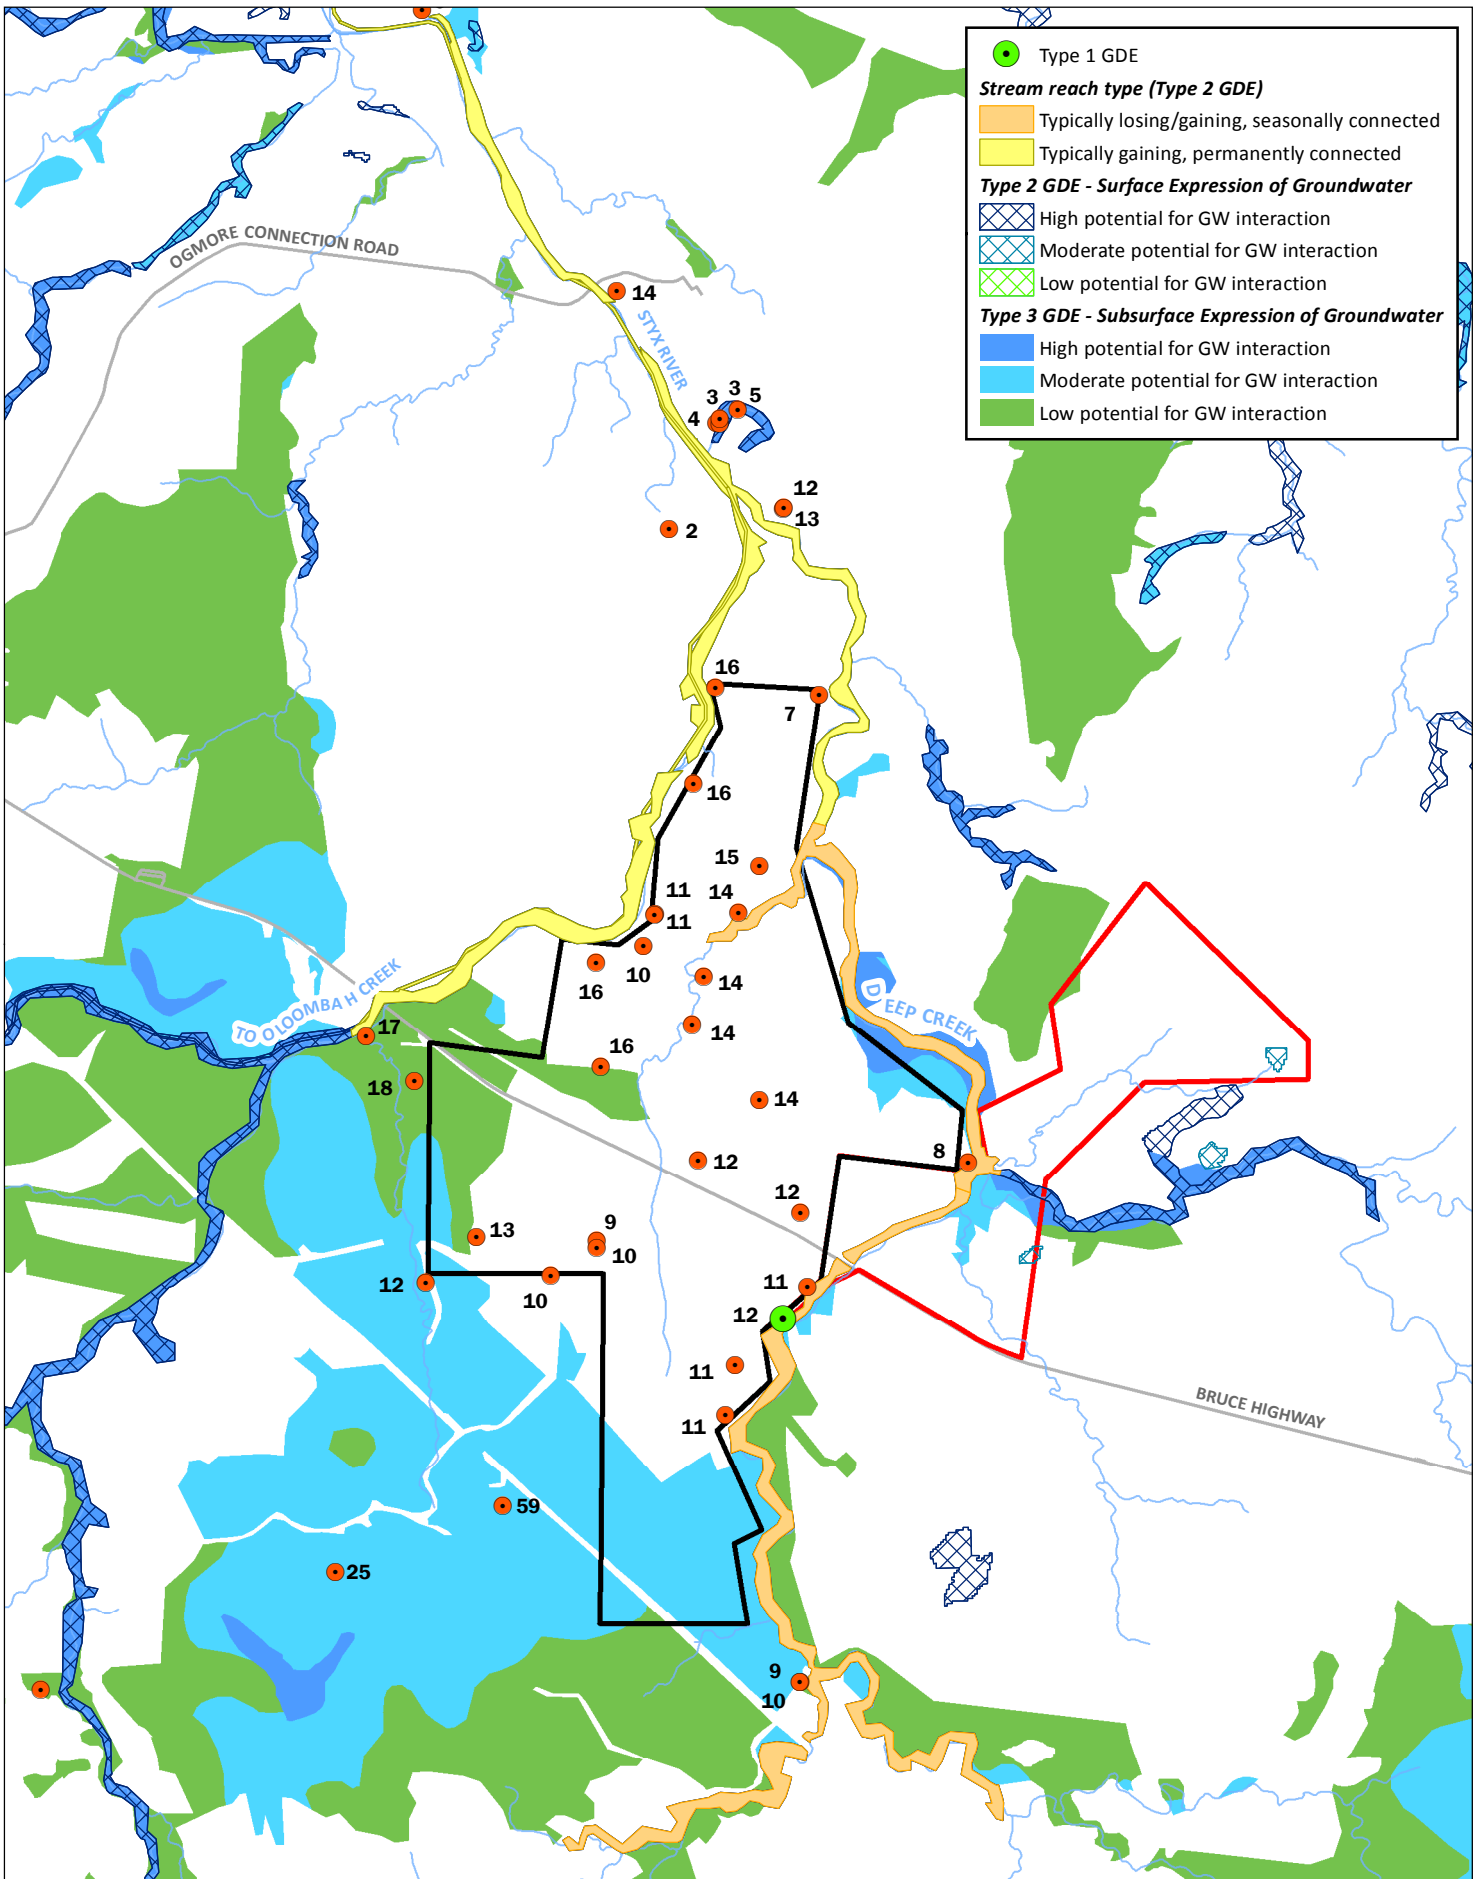 Type 1 GDE
Stream reach type (Type 2 GDE)
Typically losing/gaining, seasonally connected
Typically gaining, permanently connected
Type 2 GDE - Surface Expression of Groundwater
High potential for GW interaction
Moderate potential for GW interaction
Low potential for GW interaction
Type 3 GDE - Subsurface Expression of Groundwater
High potential for GW interaction
Moderate potential for GW interaction
Low potential for GW interaction
OGMORE CONNECTION ROAD
14
STYX RIVER
3
3
5
4
12
13
2
16
7
16
15
11
14
11
10
16
14
TOOLOOMBAH CREEK
DEEP CREEK
17
14
16
18
14
8
12
12
9
13
10
12
10
11
12
11
11
BRUCE HIGHWAY
59
25
9
10